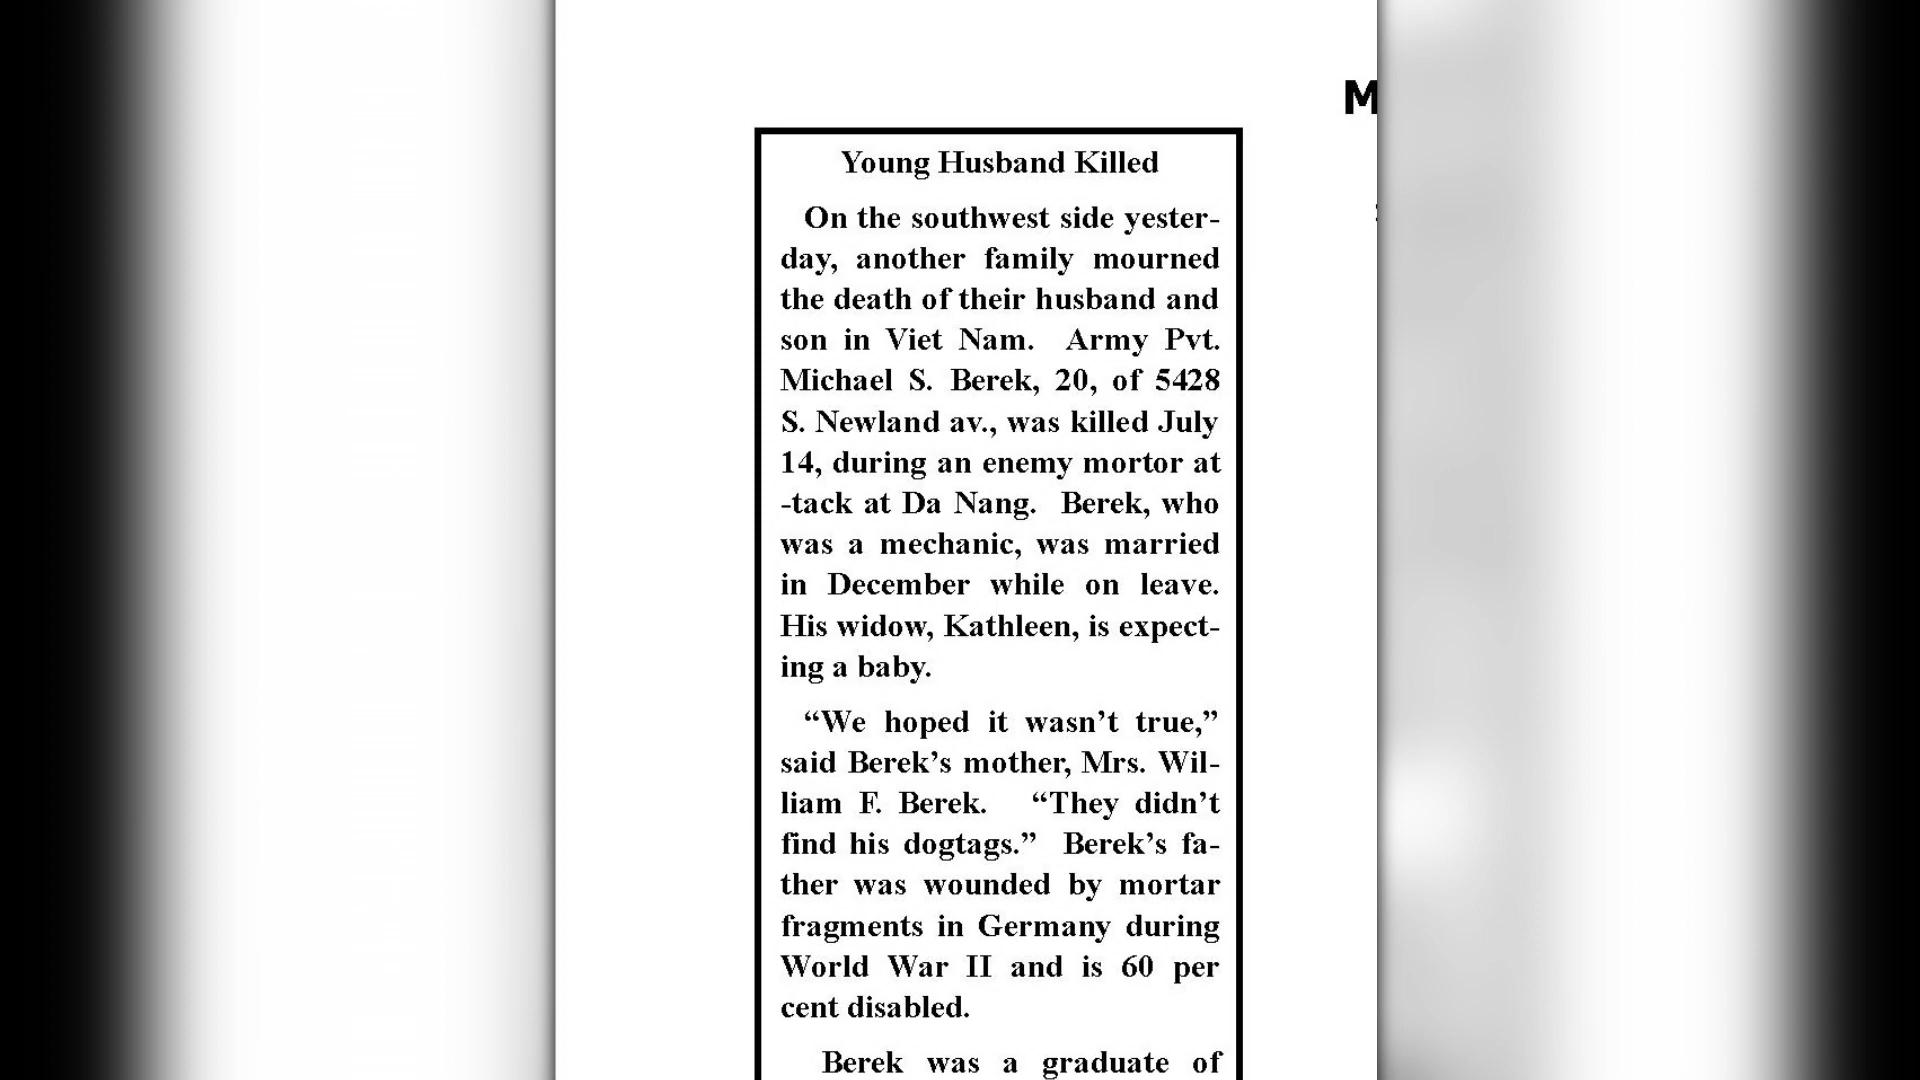 M
Young Husband Killed
On the southwest side yester-
day, another family mourned
the death of their husband and
son in Viet Nam. Army Pvt.
Michael S. Berek, 20, of 5428
S. Newland av., was killed July
14, during an enemy mortor at
-tack at Da Nang. Berek, who
was a mechanic, was married
in December while on leave.
His widow, Kathleen, is expect-
ing a baby.
“We hoped it wasn’t true,”
said Berek’s mother, Mrs. Wil-
liam F. Berek. “They didn’t
find his dogtags.” Berek’s fa-
ther was wounded by mortar
fragments in Germany during
World War II and is 60 per
cent disabled.
Berek was a graduate of